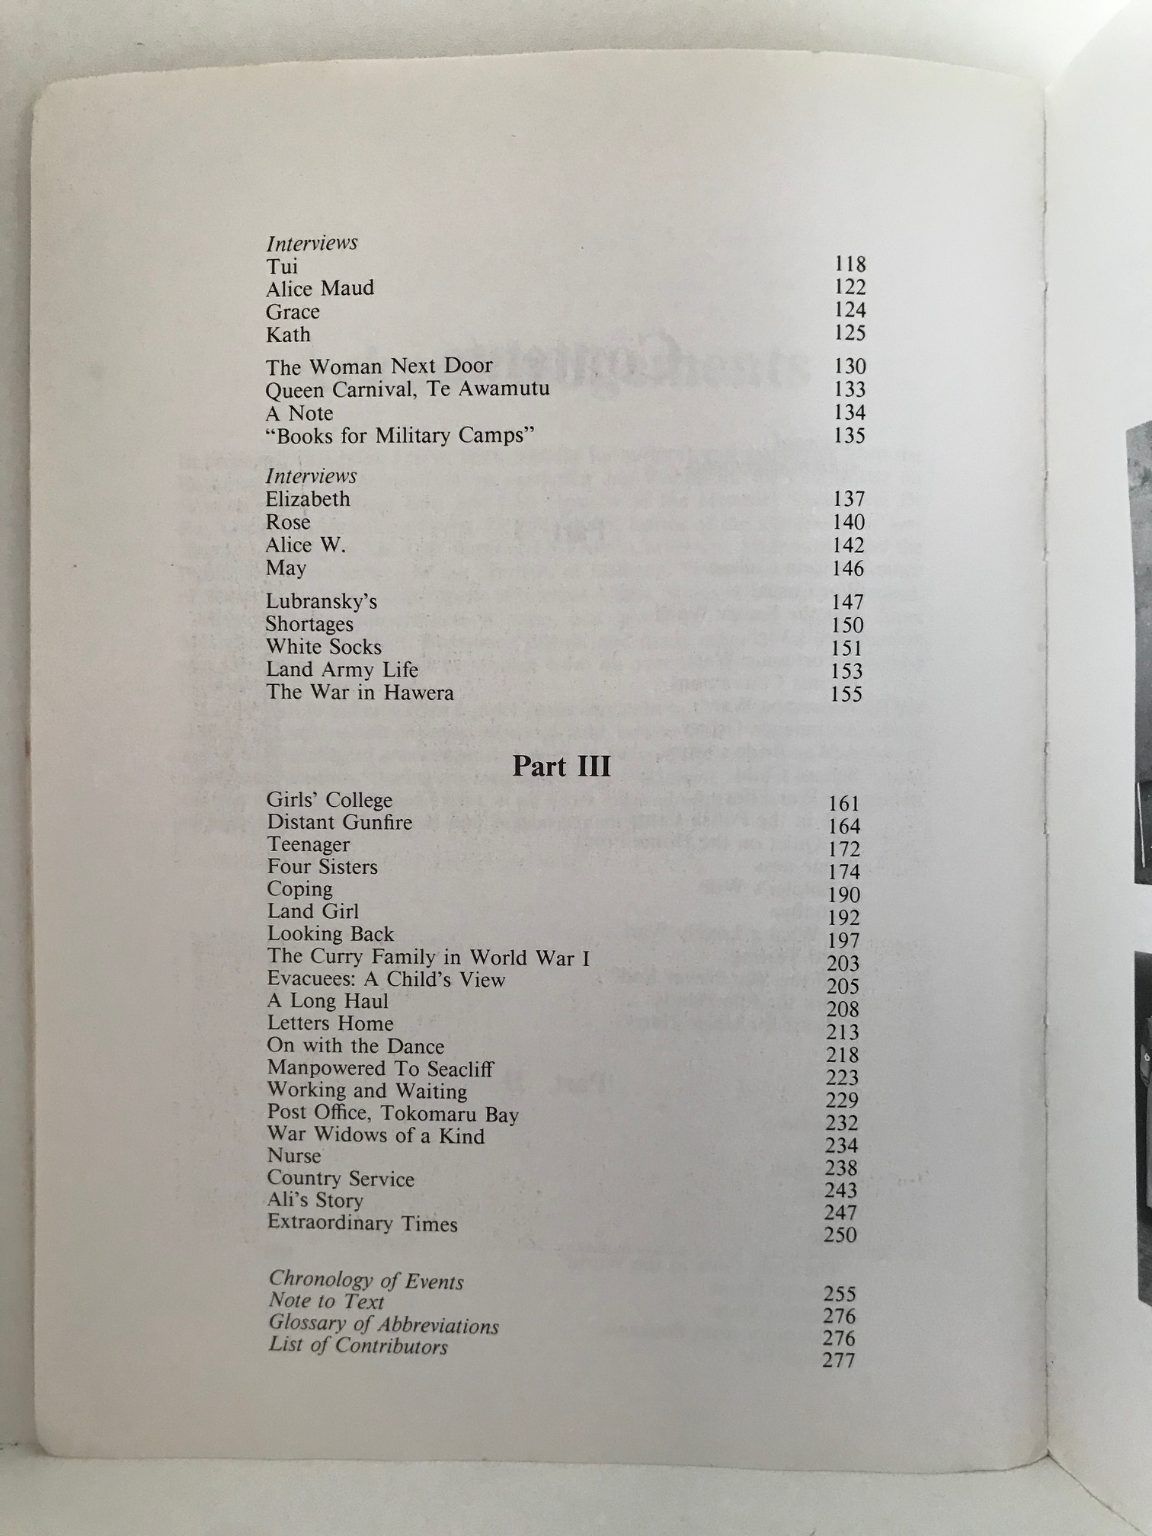 Interviews
Tui 118
Alice Maud 122
Grace 124
Kath 125
The Woman Next Door 130
Queen Carnival, Te Awamutu 133
A Note 134
“Books for Military Camps” 135
Interviews
Elizabeth 137
Rose 140
Alice W. 142
May 146
Lubransky’s 147
Shortages 150
White Socks 151
Land Army Life 153
The War in Hawera 155
Part III
Girls’ College 161
Distant Gunfire 164
Teenager 172
Four Sisters 174
Coping 190
Land Girl 192
Looking Back 197
The Curry Family in World War I 203
Evacuees: A Child’s View 205
A Long Haul 208
Letters Home 213
On with the Dance 218
Manpowered To Seacliff 223
Working and Waiting 229
Post Office, Tokomaru Bay 232
War Widows of a Kind 234
Nurse 238
Country Service 243
Ali’s Story 247
Extraordinary Times 250
Chronology of Events 255
Note to Text 276
Glossary of Abbreviations 276
List of Contributors 277